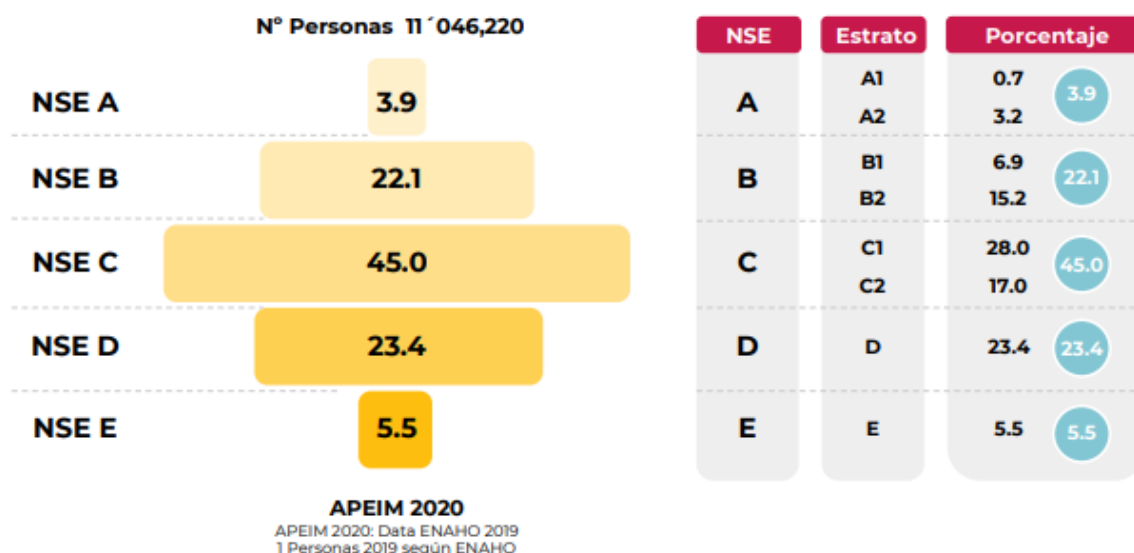 Nº Personas 11´046,220
NSE A 3.9
NSE B 22.1
NSE C 45.0
NSE D 23.4
NSE E 5.5
APEIM 2020
APEIM 2020: Data ENAHO 2019
1 Personas 2019 según ENAHO
NSE Estrato Porcentaje
A A1 0.7 3.9
A2 3.2
B B1 6.9 22.1
B2 15.2
C C1 28.0 45.0
C2 17.0
D D 23.4 23.4
E E 5.5 5.5